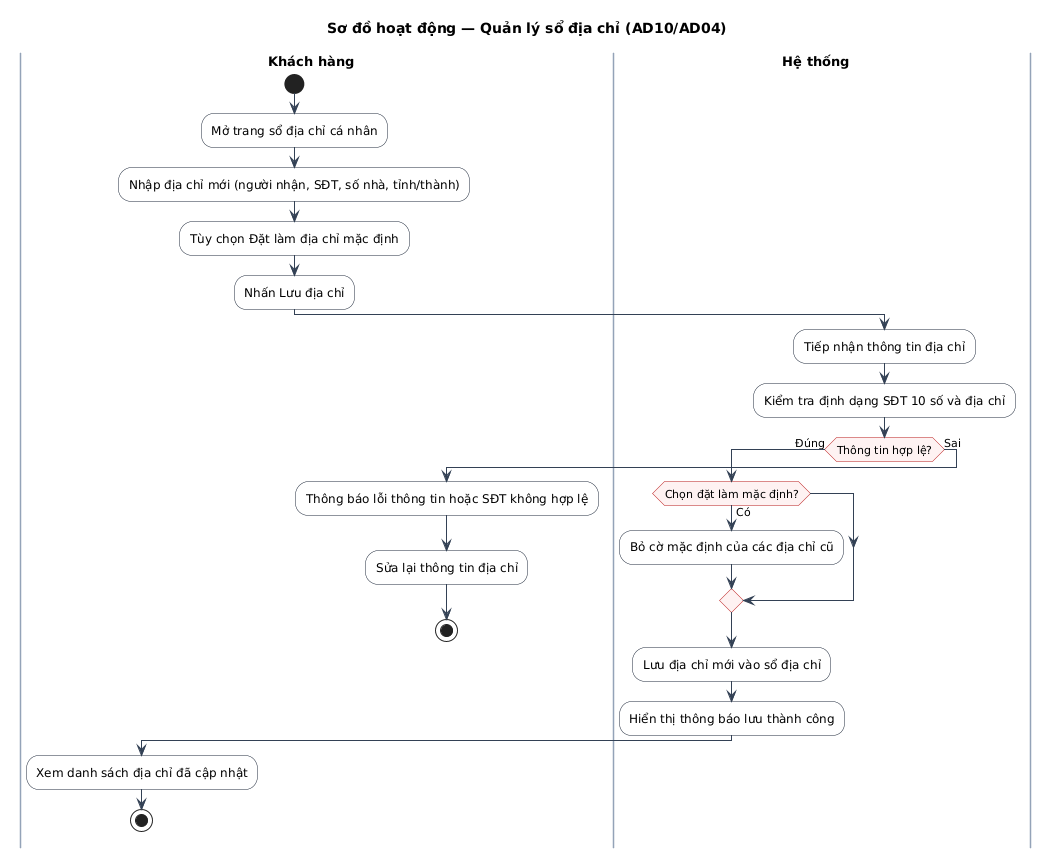 Sơ đồ hoạt động — Quản lý sổ địa chỉ (AD10/AD04)
Khách hàng
Hệ thống
Mở trang sổ địa chỉ cá nhân
Nhập địa chỉ mới (người nhận, SĐT, số nhà, tỉnh/thành)
Tùy chọn Đặt làm địa chỉ mặc định
Nhấn Lưu địa chỉ
Tiếp nhận thông tin địa chỉ
Kiểm tra định dạng SĐT 10 số và địa chỉ
Đúng
Thông tin hợp lệ?
Sai
Thông báo lỗi thông tin hoặc SĐT không hợp lệ
Chọn đặt làm mặc định?
Có
Bỏ cờ mặc định của các địa chỉ cũ
Sửa lại thông tin địa chỉ
Lưu địa chỉ mới vào sổ địa chỉ
Hiển thị thông báo lưu thành công
Xem danh sách địa chỉ đã cập nhật